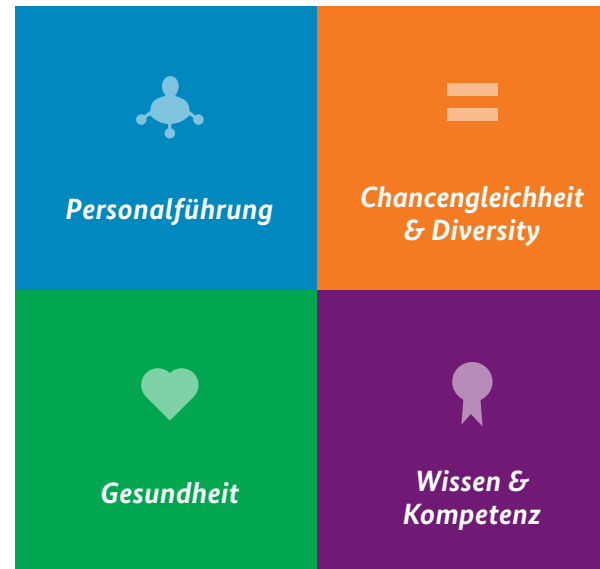 Personalführung
Chancengleichheit
& Diversity
Gesundheit
Wissen &
Kompetenz